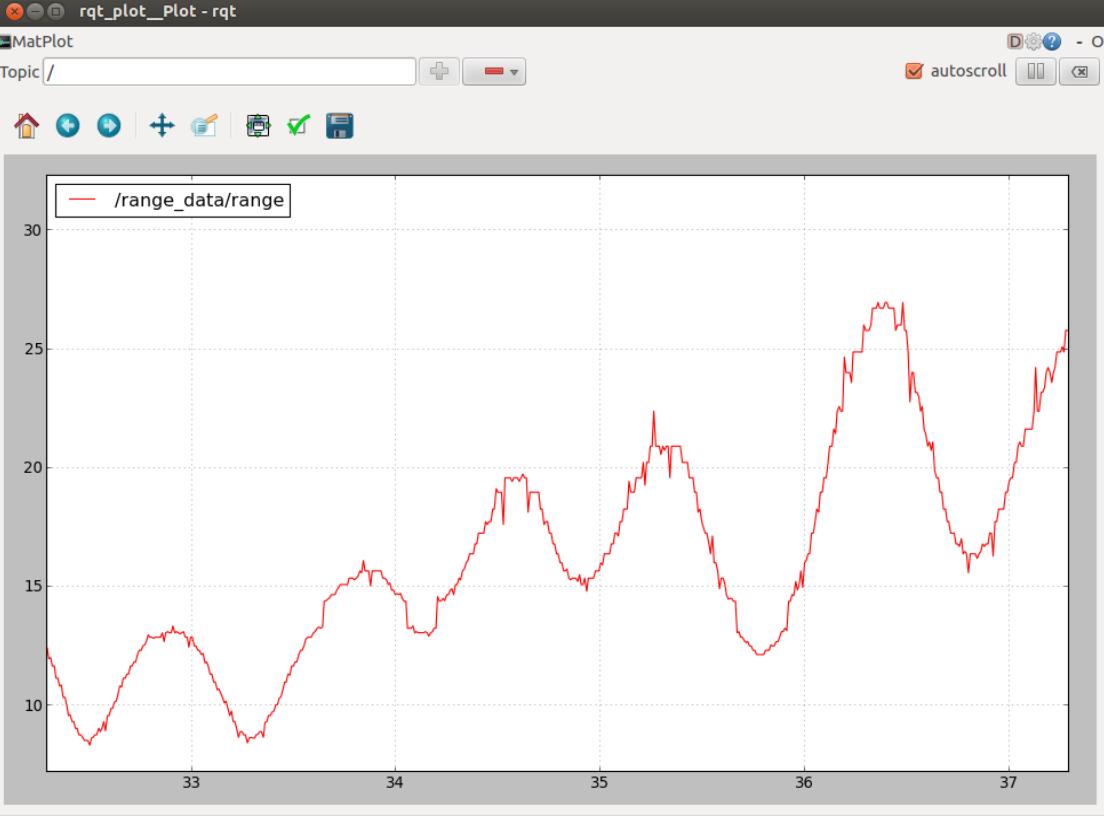 rqt_plot__Plot - rqt
MatPlot
D ? - O
Topic /
autoscroll
/range_data/range
30
25
20
15
10
33 34 35 36 37